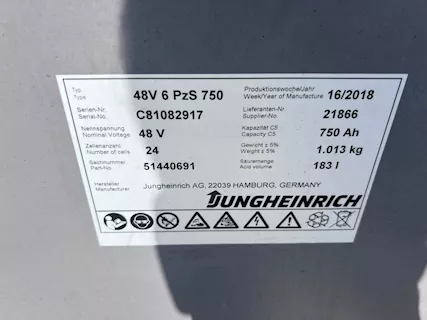 Typ
Type
48V 6 PzS 750
Produktionswoche/Jahr
Week/Year of Manufacture
16/2018
Serien-Nr.
Serial-No.
C81082917
Lieferanten-Nr
Supplier-No.
21866
Nennspannung
Nominal Voltage
48 V
Kapazität C5
Capacity C5
750 Ah
Zellenanzahl
Number of cells
24
Gewicht ± 5%
Weight ± 5%
1.013 kg
Sachnummer
Part-Number
51440691
Säuremenge
Acid volume
183 l
Hersteller
Manufacturer
Jungheinrich AG, 22039 HAMBURG, GERMANY
JUNGHEINRICH